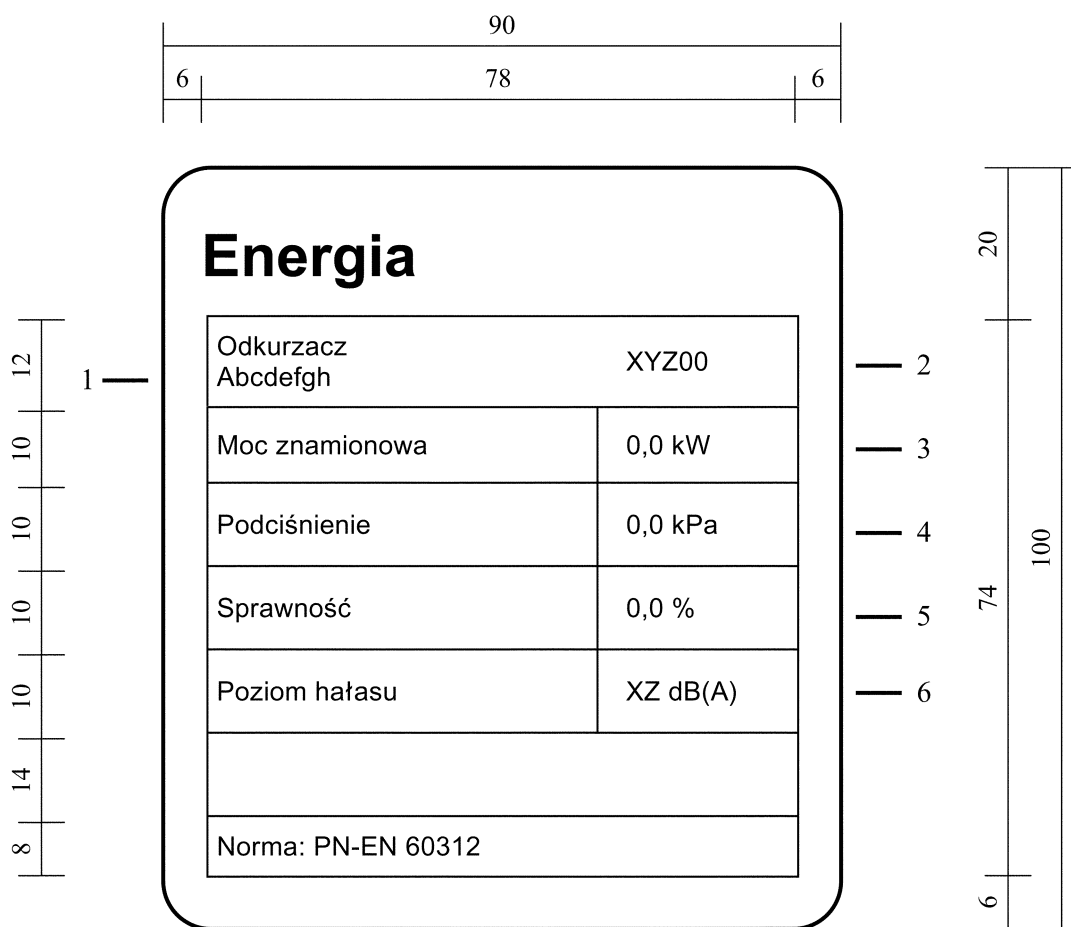 90
6 78 6
Energia
20
12 1 Odkurzacz XYZ00 2
Abcdefgh
10 Moc znamionowa 0,0 kW 3
10 Podciśnienie 0,0 kPa 4
100
74
10 Sprawność 0,0 % 5
10 Poziom hałasu XZ dB(A) 6
14
8 Norma: PN-EN 60312
6